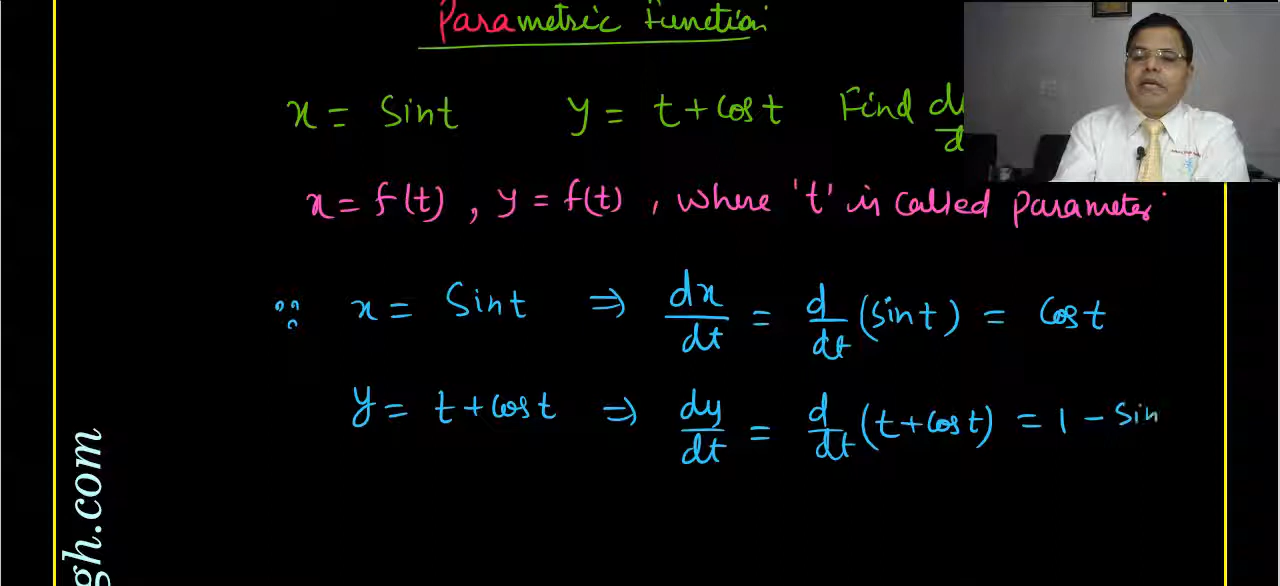 Parametric Function
x = Sint y = t + Cost Find
x = f(t), y = f(t), where 't' is called parameter
∵ x = Sint ⇒ dx/dt = d/dt (Sint) = Cost
y = t + Cost ⇒ dy/dt = d/dt (t + Cost) = 1 - Sin
gh.com